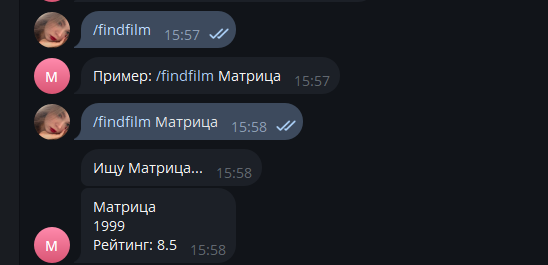 /findfilm 15:57
M Пример: /findfilm Матрица 15:57
/findfilm Матрица 15:58
Ищу Матрица... 15:58
Матрица
1999
M Рейтинг: 8.5 15:58